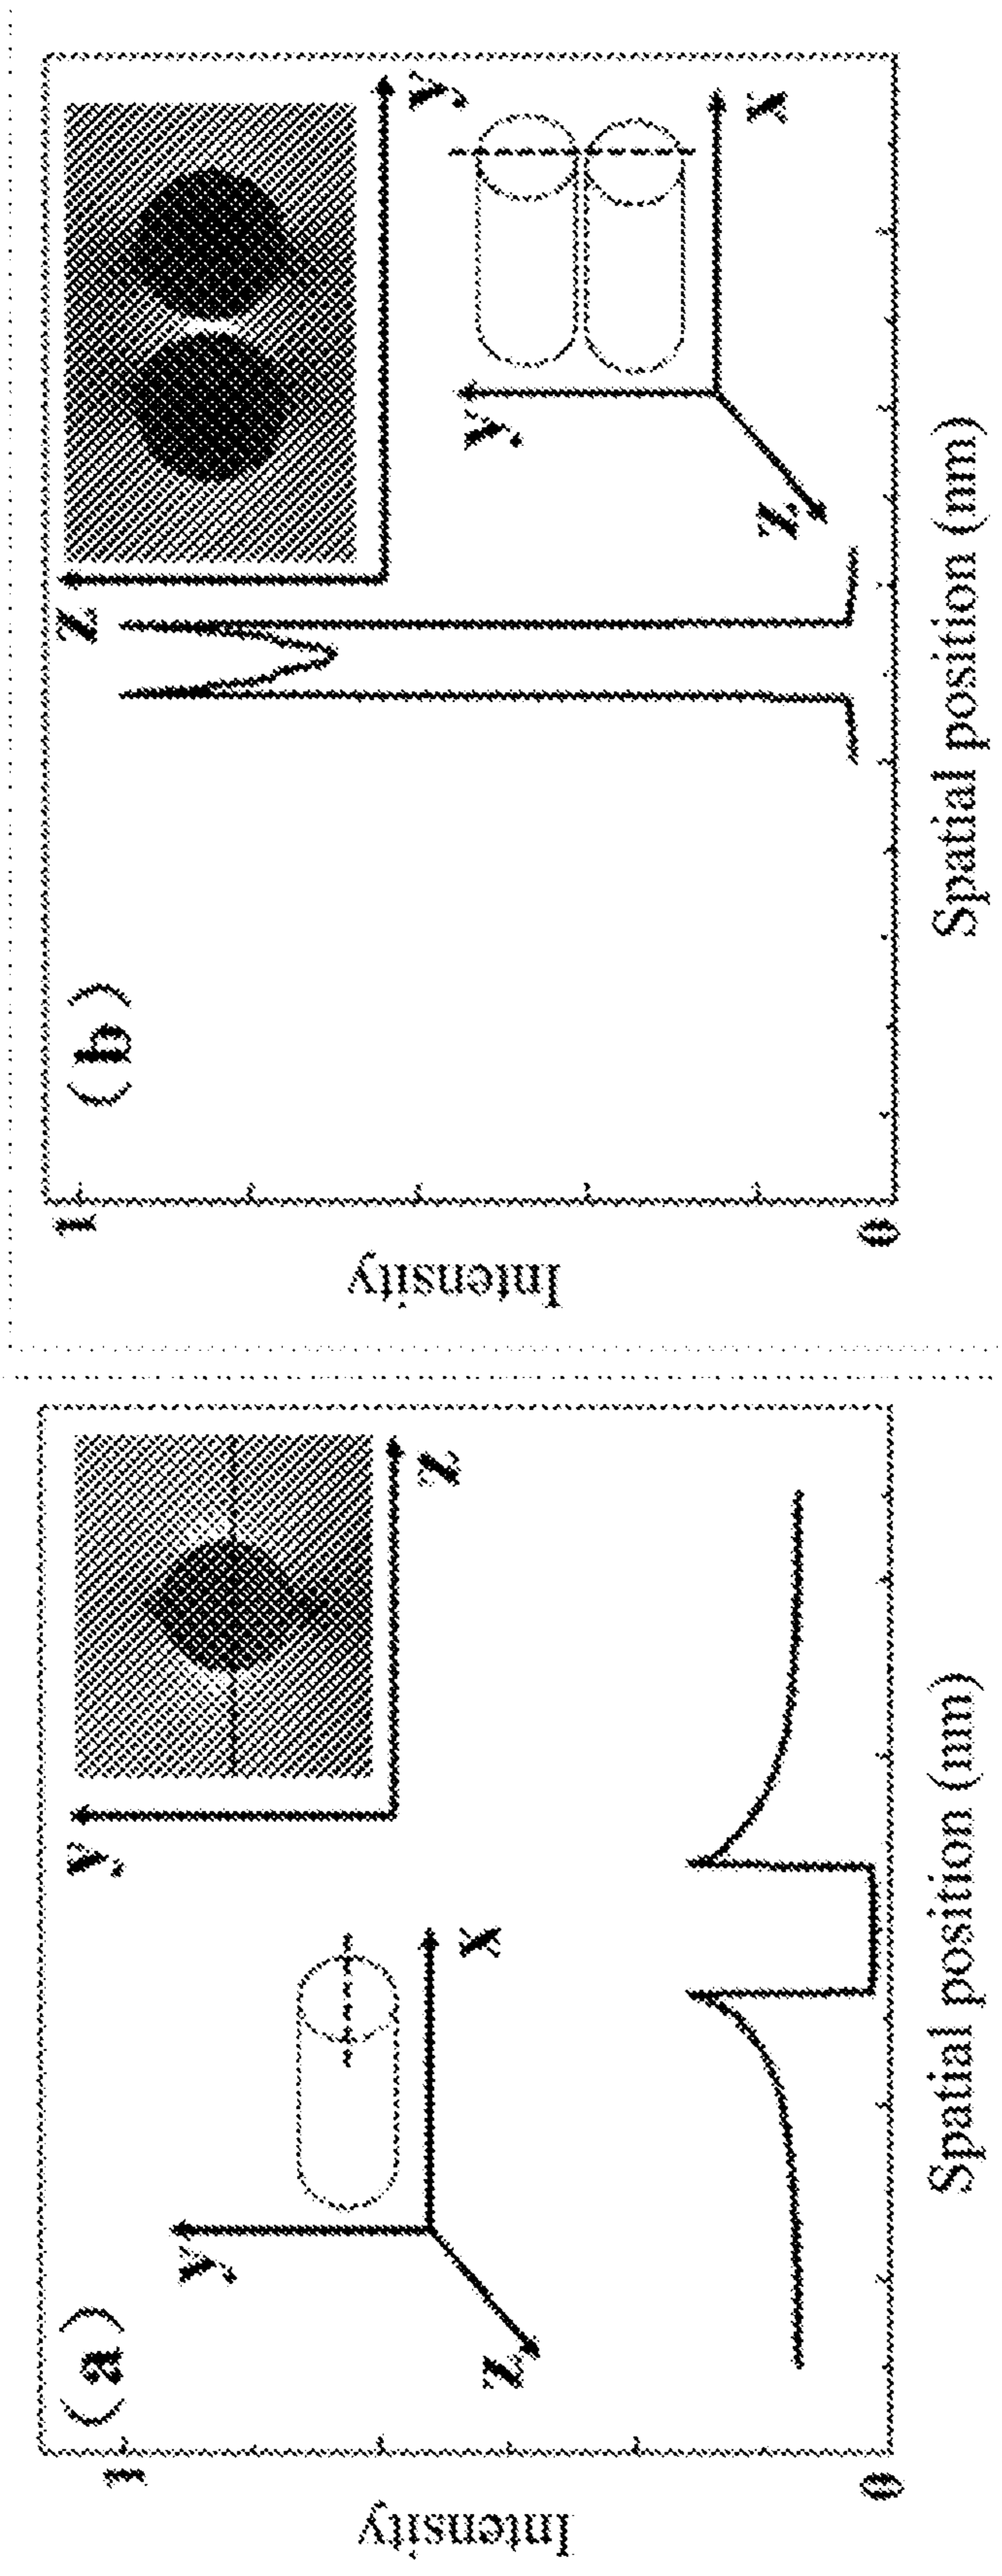 (a)
1
0
Intensity
Spatial position (nm)
y
x
z
y
z
(b)
1
0
Intensity
Spatial position (nm)
z
y
y
x
z